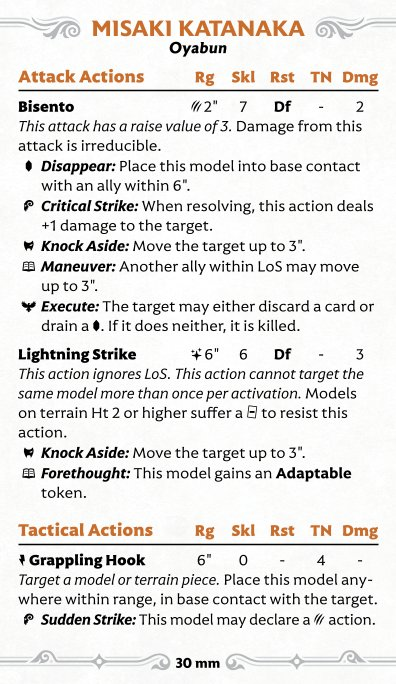 MISAKI KATANAKA
Oyabun
Attack Actions Rg Skl Rst TN Dmg
Bisento 2" 7 Df - 2
This attack has a raise value of 3. Damage from this
attack is irreducible.
Disappear: Place this model into base contact
with an ally within 6".
Critical Strike: When resolving, this action deals
+1 damage to the target.
Knock Aside: Move the target up to 3".
Maneuver: Another ally within LoS may move
up to 3".
Execute: The target may either discard a card or
drain a . If it does neither, it is killed.
Lightning Strike 6" 6 Df - 3
This action ignores LoS. This action cannot target the
same model more than once per activation. Models
on terrain Ht 2 or higher suffer a to resist this
action.
Knock Aside: Move the target up to 3".
Forethought: This model gains an Adaptable
token.
Tactical Actions Rg Skl Rst TN Dmg
Grappling Hook 6" 0 - 4 -
Target a model or terrain piece. Place this model any-
where within range, in base contact with the target.
Sudden Strike: This model may declare a action.
30 mm